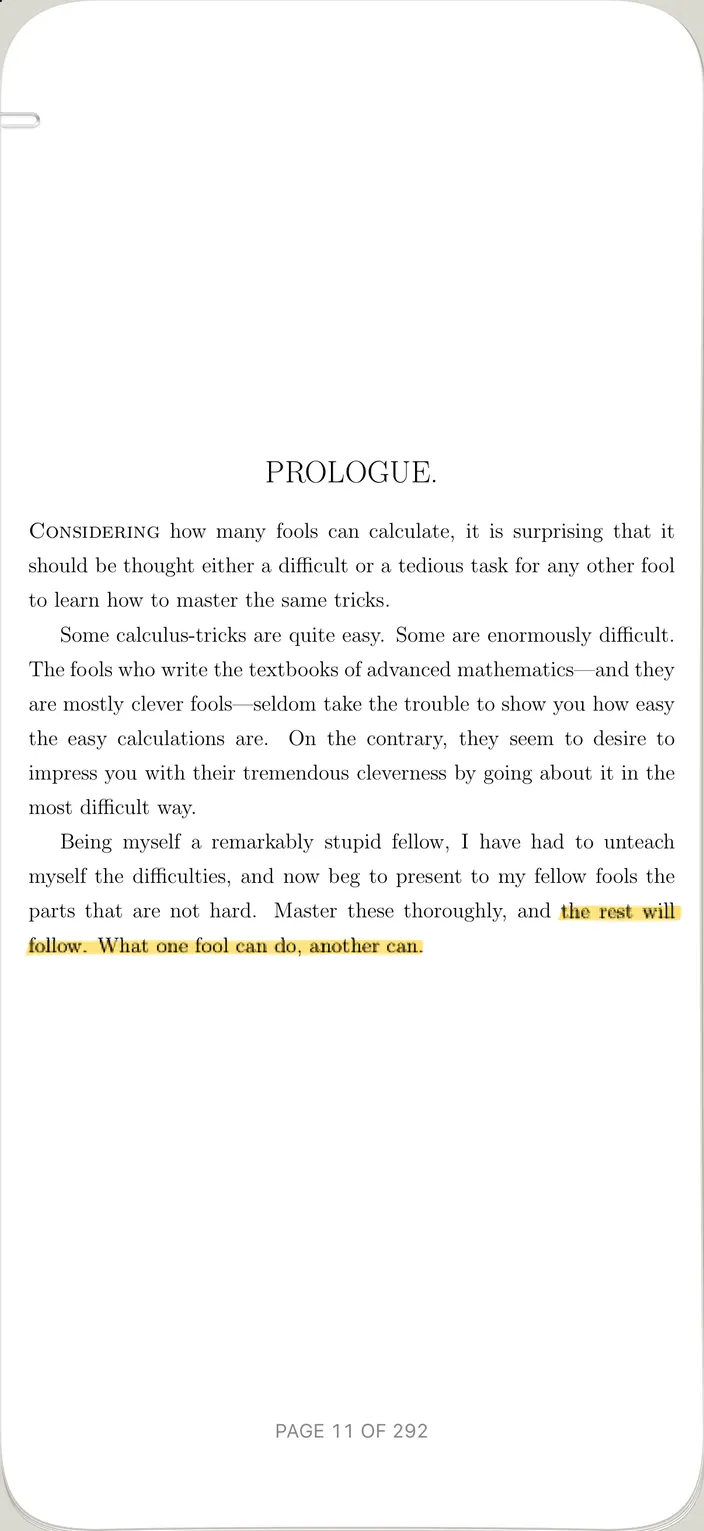 PROLOGUE.
CONSIDERING how many fools can calculate, it is surprising that it
should be thought either a difficult or a tedious task for any other fool
to learn how to master the same tricks.
Some calculus-tricks are quite easy. Some are enormously difficult.
The fools who write the textbooks of advanced mathematics—and they
are mostly clever fools—seldom take the trouble to show you how easy
the easy calculations are. On the contrary, they seem to desire to
impress you with their tremendous cleverness by going about it in the
most difficult way.
Being myself a remarkably stupid fellow, I have had to unteach
myself the difficulties, and now beg to present to my fellow fools the
parts that are not hard. Master these thoroughly, and the rest will
follow. What one fool can do, another can.
PAGE 11 OF 292